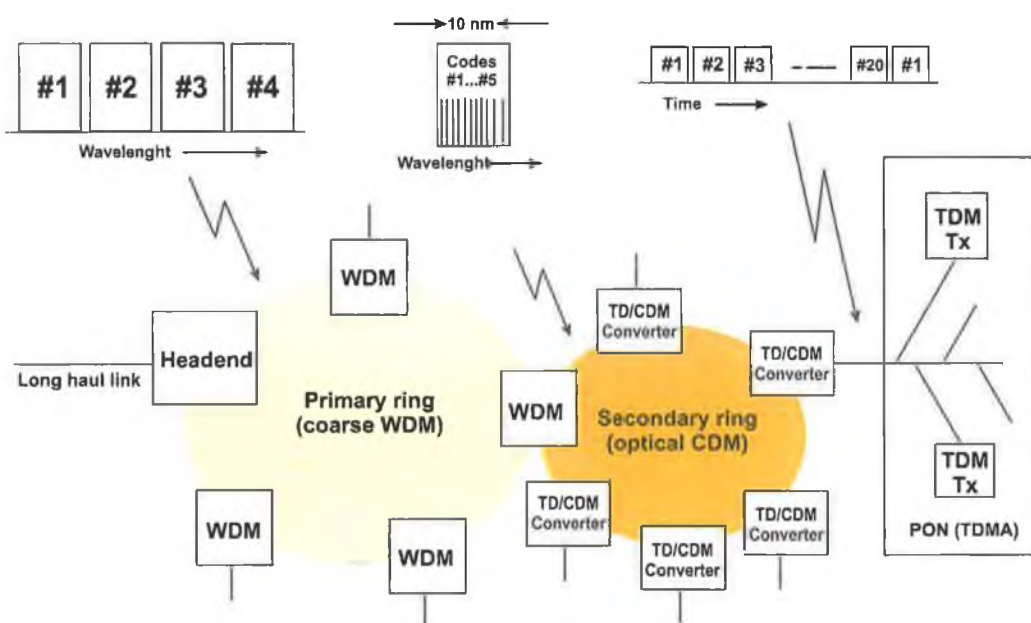 10 nm
#1 #2 #3 #4
Wavelenght
Codes
#1...#5
Wavelenght
#1 #2 #3 #20 #1
Time
TDM
Tx
WDM
TD/CDM
Converter
Long haul link
Headend
TD/CDM
Converter
Primary ring
(coarse WDM)
WDM
Secondary ring
(optical CDM)
TDM
Tx
WDM
WDM
TD/CDM
Converter
TD/CDM
Converter
TD/CDM
Converter
PON (TDMA)